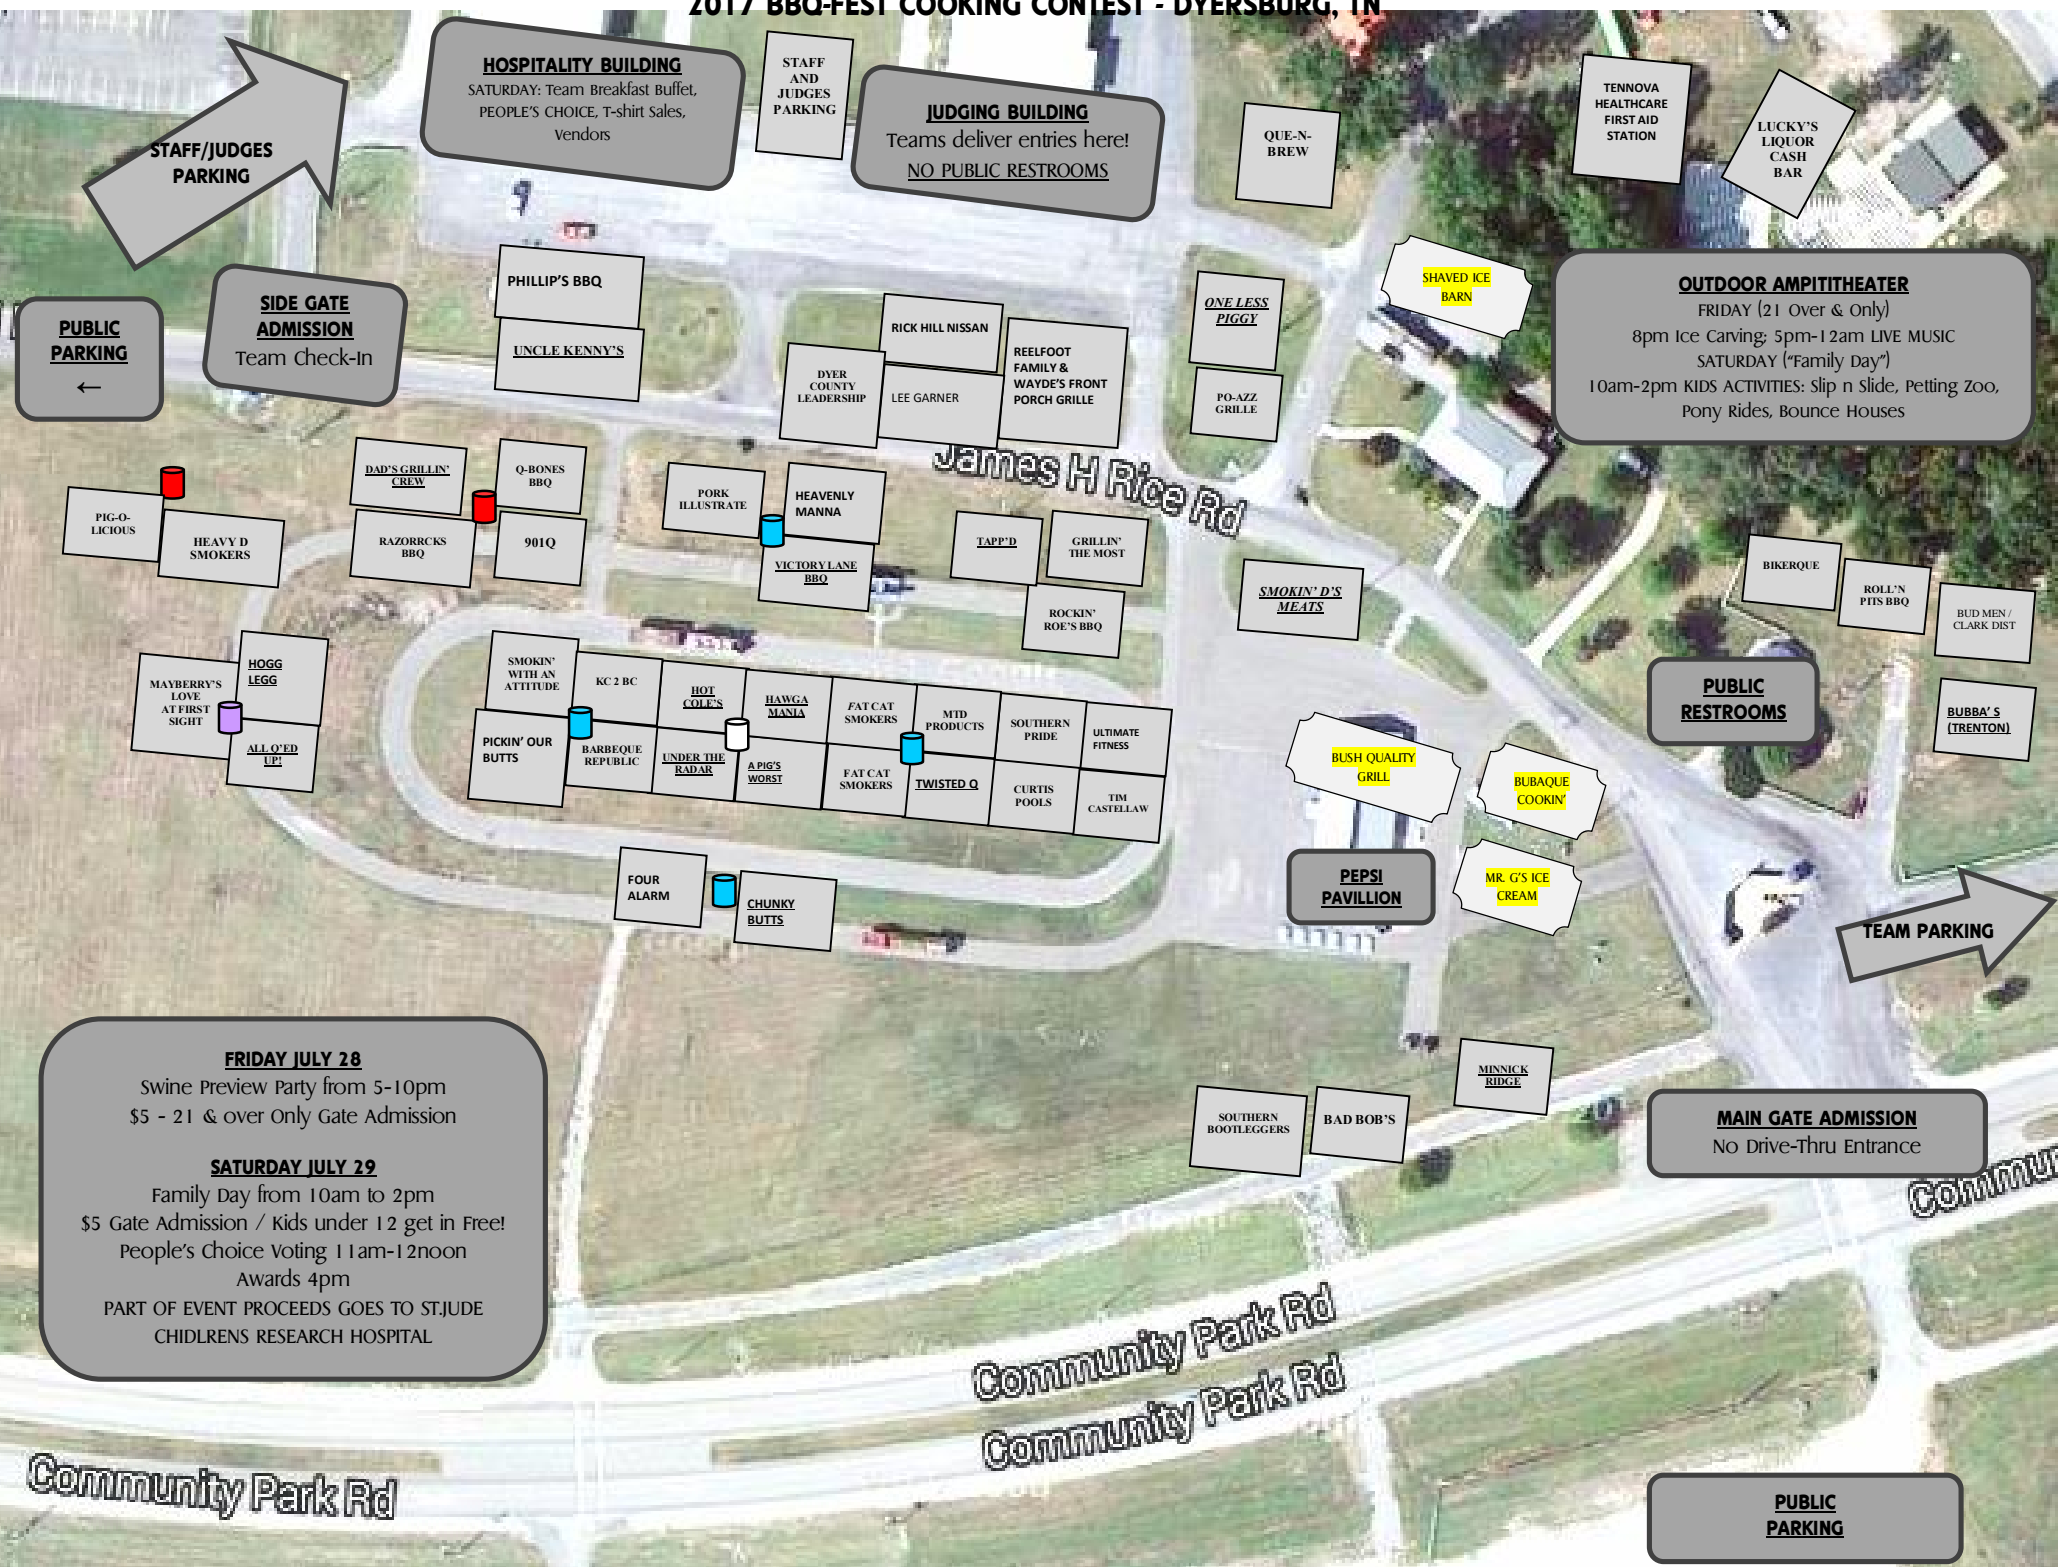 2017 BBQ-FEST COOKING CONTEST - DYERSBURG, TN
STAFF/JUDGES
PARKING
HOSPITALITY BUILDING
SATURDAY: Team Breakfast Buffet,
PEOPLE'S CHOICE, T-shirt Sales,
Vendors
STAFF
AND
JUDGES
PARKING
JUDGING BUILDING
Teams deliver entries here!
NO PUBLIC RESTROOMS
QUE-N-
BREW
TENNOVA
HEALTHCARE
FIRST AID
STATION
LUCKY'S
LIQUOR
CASH
BAR
PUBLIC
PARKING
←
SIDE GATE
ADMISSION
Team Check-In
PHILLIP'S BBQ
UNCLE KENNY'S
DYER
COUNTY
LEADERSHIP
RICK HILL NISSAN
LEE GARNER
REELFOOT
FAMILY &
WAYDE'S FRONT
PORCH GRILLE
ONE LESS
PIGGY
PO-AZZ
GRILLE
SHAVED ICE
BARN
OUTDOOR AMPITITHEATER
FRIDAY (21 Over & Only)
8pm Ice Carving; 5pm-12am LIVE MUSIC
SATURDAY ("Family Day")
10am-2pm KIDS ACTIVITIES: Slip n Slide, Petting Zoo,
Pony Rides, Bounce Houses
James H Rice Rd
PIG-O-
LICIOUS
HEAVY D
SMOKERS
DAD'S GRILLIN'
CREW
RAZORRCKS
BBQ
Q-BONES
BBQ
901Q
PORK
ILLUSTRATE
HEAVENLY
MANNA
VICTORY LANE
BBQ
TAPP'D
GRILLIN'
THE MOST
ROCKIN'
ROE'S BBQ
SMOKIN' D'S
MEATS
BIKERQUE
ROLL'N
PITS BBQ
BUD MEN /
CLARK DIST
BUBBA' S
(TRENTON)
PUBLIC
RESTROOMS
MAYBERRY'S
LOVE
AT FIRST
SIGHT
HOGG
LEGG
ALL Q'ED
UP!
SMOKIN'
WITH AN
ATTITUDE
KC 2 BC
HOT
COLE'S
HAWGA
MANIA
FAT CAT
SMOKERS
MTD
PRODUCTS
SOUTHERN
PRIDE
ULTIMATE
FITNESS
PICKIN' OUR
BUTTS
BARBEQUE
REPUBLIC
UNDER THE
RADAR
A PIG'S
WORST
FAT CAT
SMOKERS
TWISTED Q
CURTIS
POOLS
TIM
CASTELLAW
BUSH QUALITY
GRILL
BUBAQUE
COOKIN'
MR. G'S ICE
CREAM
PEPSI
PAVILLION
FOUR
ALARM
CHUNKY
BUTTS
TEAM PARKING
FRIDAY JULY 28
Swine Preview Party from 5-10pm
$5 - 21 & over Only Gate Admission
SATURDAY JULY 29
Family Day from 10am to 2pm
$5 Gate Admission / Kids under 12 get in Free!
People's Choice Voting 11am-12noon
Awards 4pm
PART OF EVENT PROCEEDS GOES TO ST.JUDE
CHIDLRENS RESEARCH HOSPITAL
SOUTHERN
BOOTLEGGERS
BAD BOB'S
MINNICK
RIDGE
MAIN GATE ADMISSION
No Drive-Thru Entrance
Commun
Community Park Rd
Community Park Rd
Community Park Rd
PUBLIC
PARKING